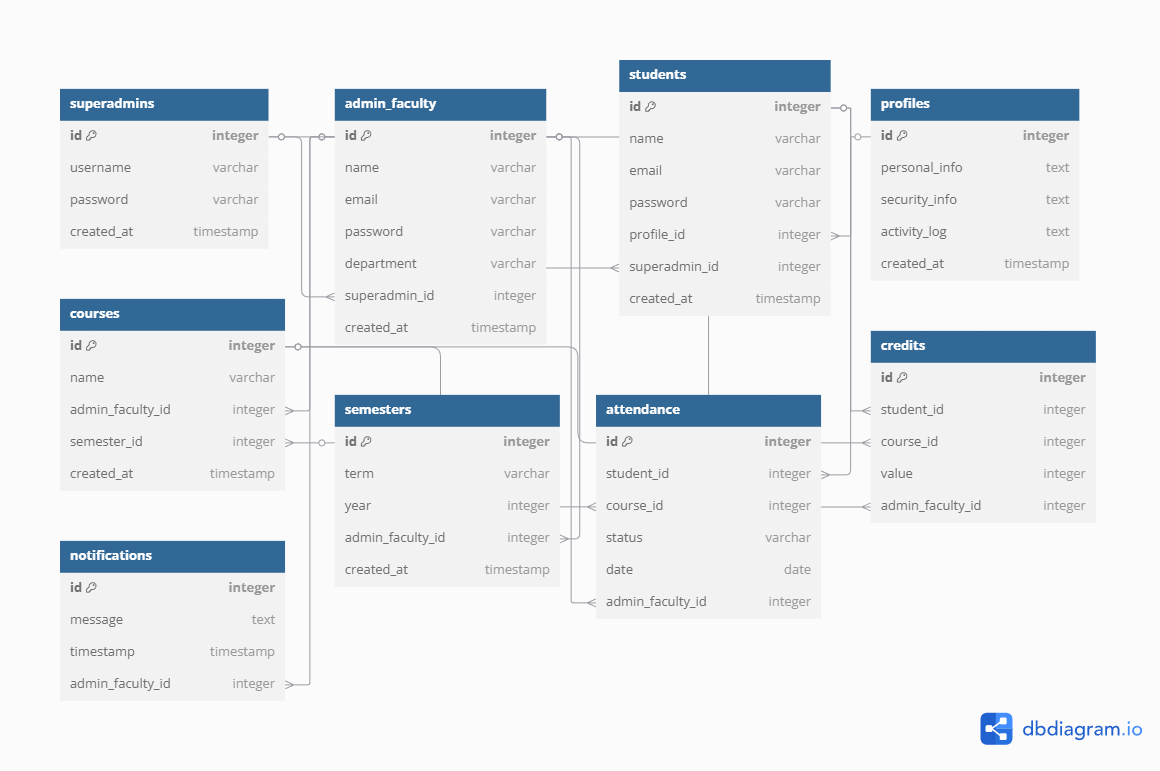 superadmins
id integer
username varchar
password varchar
created_at timestamp
admin_faculty
id integer
name varchar
email varchar
password varchar
department varchar
superadmin_id integer
created_at timestamp
students
id integer
name varchar
email varchar
password varchar
profile_id integer
superadmin_id integer
created_at timestamp
profiles
id integer
personal_info text
security_info text
activity_log text
created_at timestamp
courses
id integer
name varchar
admin_faculty_id integer
semester_id integer
created_at timestamp
semesters
id integer
term varchar
year integer
admin_faculty_id integer
created_at timestamp
attendance
id integer
student_id integer
course_id integer
status varchar
date date
admin_faculty_id integer
credits
id integer
student_id integer
course_id integer
value integer
admin_faculty_id integer
notifications
id integer
message text
timestamp timestamp
admin_faculty_id integer
dbdiagram.io